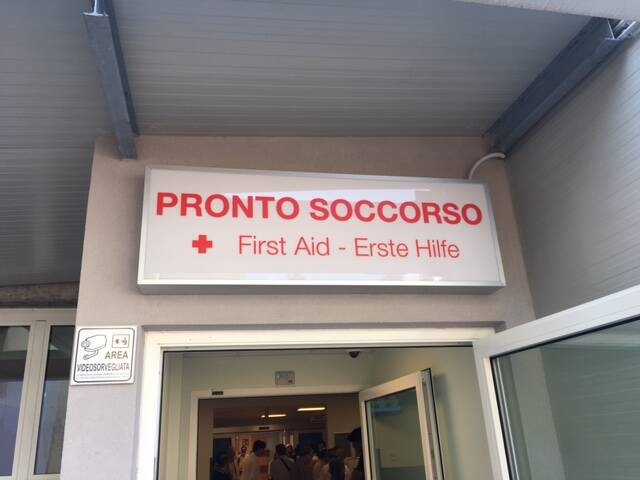 PRONTO SOCCORSO
First Aid - Erste Hilfe
AREA
VIDEOSORVEGLIATA